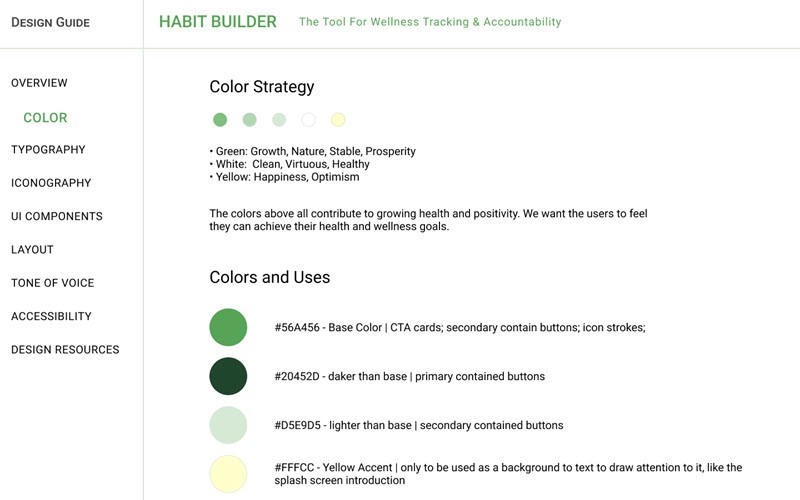 DESIGN GUIDE
HABIT BUILDER
The Tool For Wellness Tracking & Accountability
OVERVIEW
COLOR
TYPOGRAPHY
ICONOGRAPHY
UI COMPONENTS
LAYOUT
TONE OF VOICE
ACCESSIBILITY
DESIGN RESOURCES
Color Strategy
• Green: Growth, Nature, Stable, Prosperity
• White:  Clean, Virtuous, Healthy
• Yellow: Happiness, Optimism
The colors above all contribute to growing health and positivity. We want the users to feel
they can achieve their health and wellness goals.
Colors and Uses
#56A456 - Base Color | CTA cards; secondary contain buttons; icon strokes;
#20452D - daker than base | primary contained buttons
#D5E9D5 - lighter than base | secondary contained buttons
#FFFCC - Yellow Accent | only to be used as a background to text to draw attention to it, like the
splash screen introduction